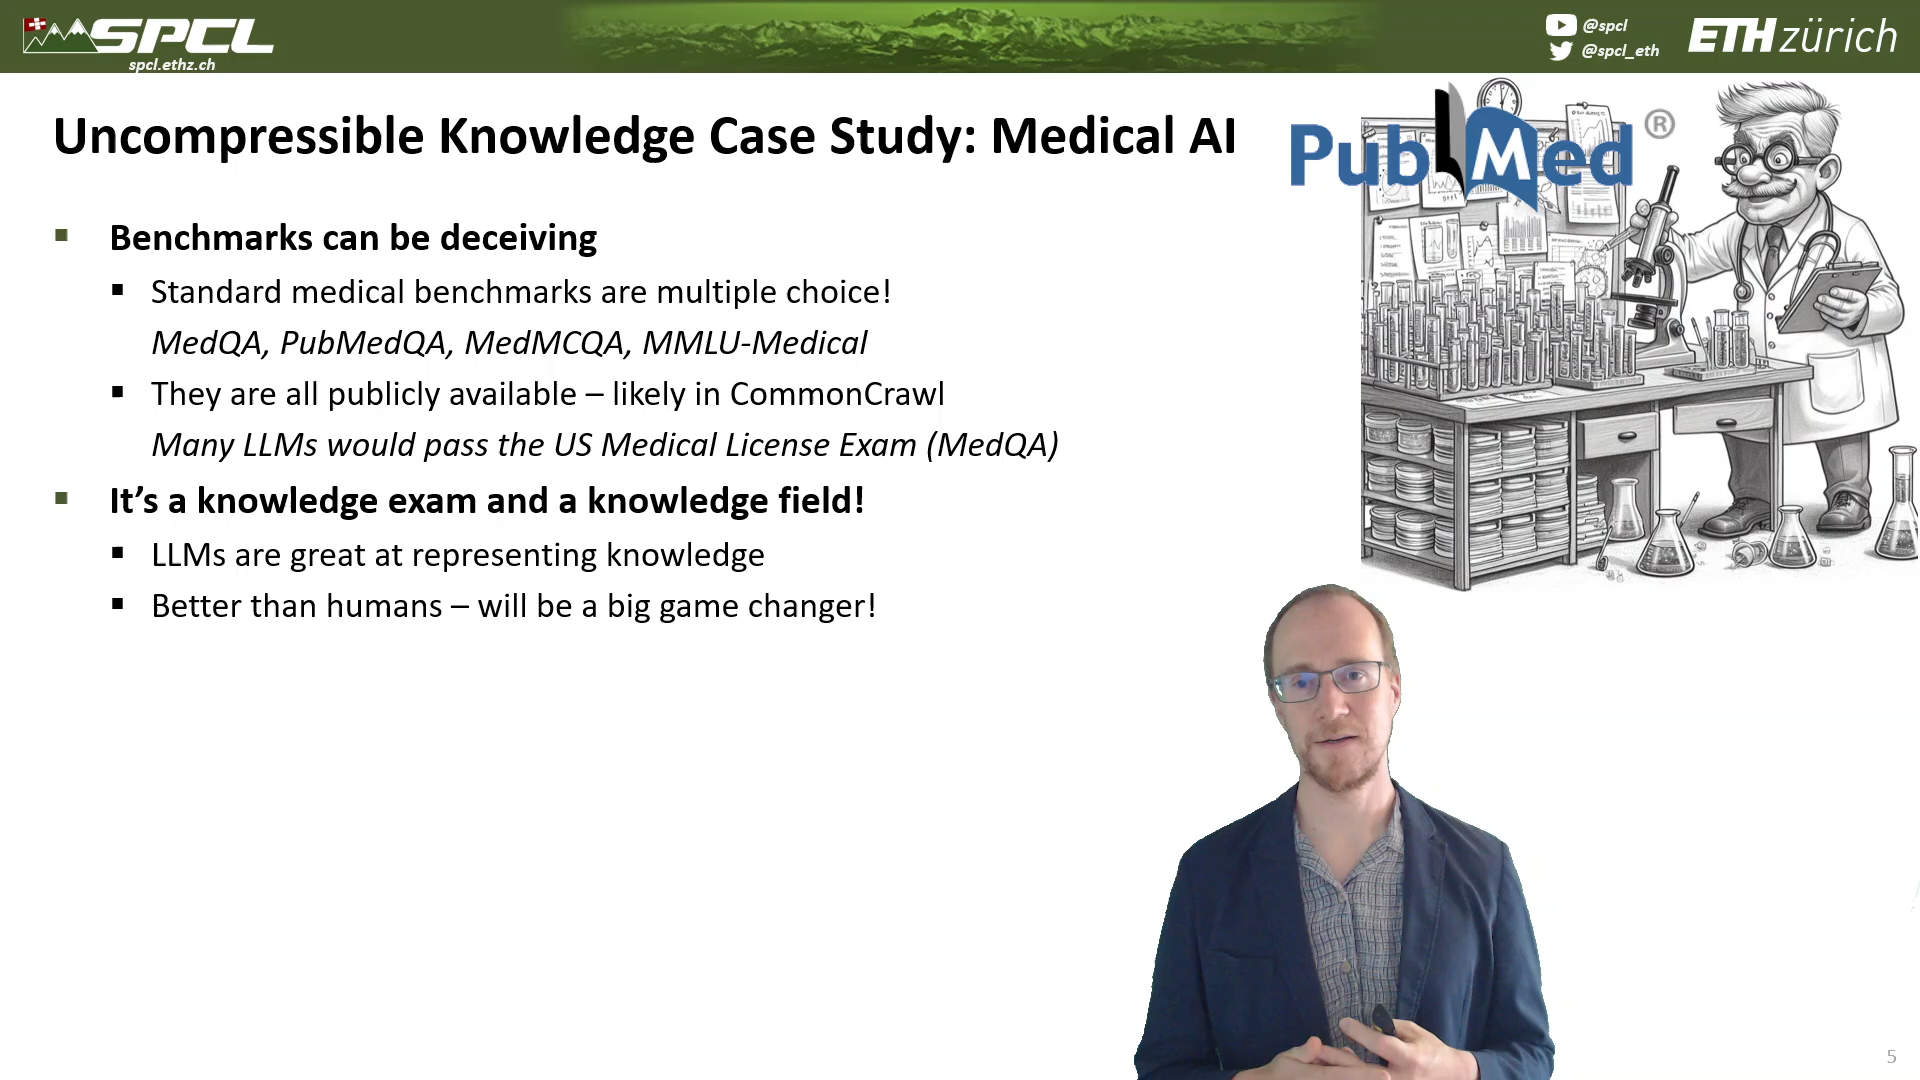 SPCL
spcl.ethz.ch
@spcl
@spcl_eth
ETH zürich
Uncompressible Knowledge Case Study: Medical AI
PubMed®
Benchmarks can be deceiving
Standard medical benchmarks are multiple choice!
MedQA, PubMedQA, MedMCQA, MMLU-Medical
They are all publicly available – likely in CommonCrawl
Many LLMs would pass the US Medical License Exam (MedQA)
It’s a knowledge exam and a knowledge field!
LLMs are great at representing knowledge
Better than humans – will be a big game changer!
5